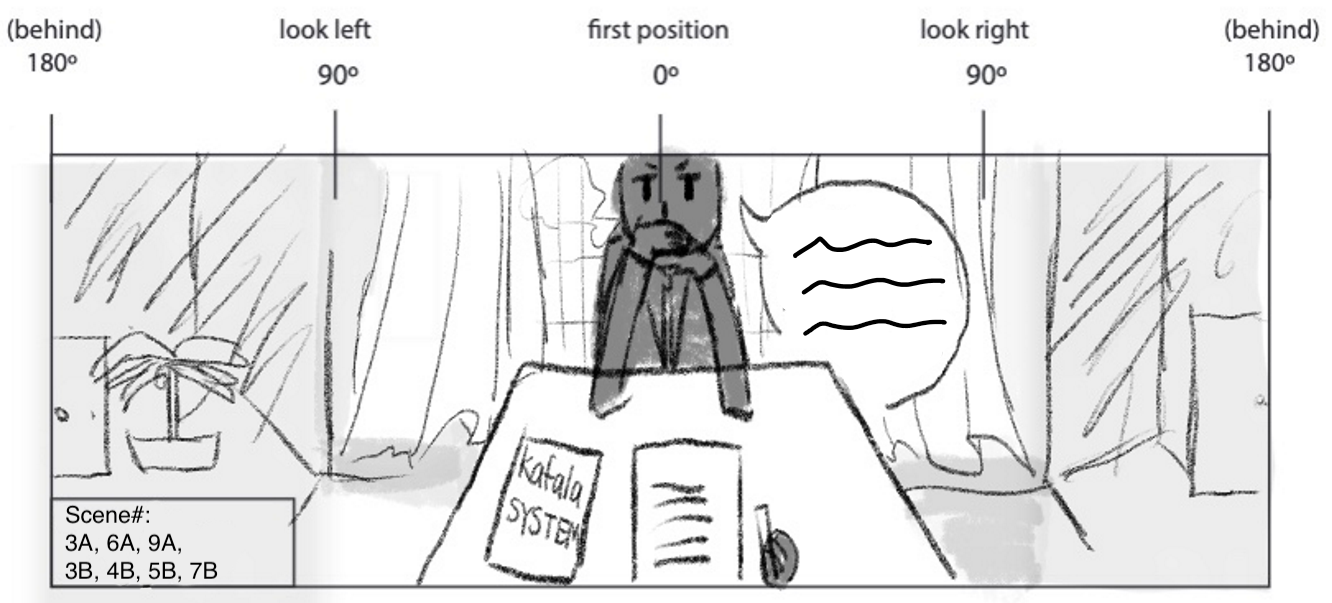 (behind)
180º
look left
90º
first position
0º
look right
90º
(behind)
180º
Kafala
SYSTEM
Scene#:
3A, 6A, 9A,
3B, 4B, 5B, 7B